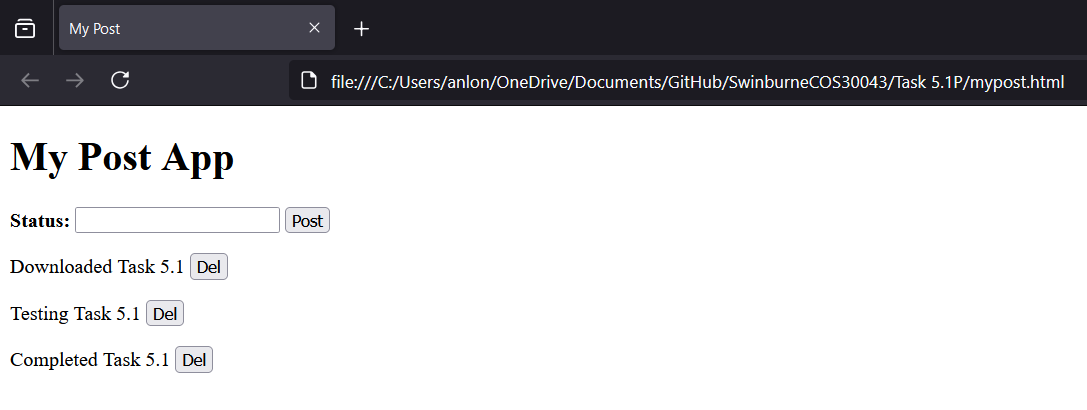 My Post
file:///C:/Users/anlon/OneDrive/Documents/GitHub/SwinburneCOS30043/Task 5.1P/mypost.html
My Post App
Status: Post
Downloaded Task 5.1 Del
Testing Task 5.1 Del
Completed Task 5.1 Del